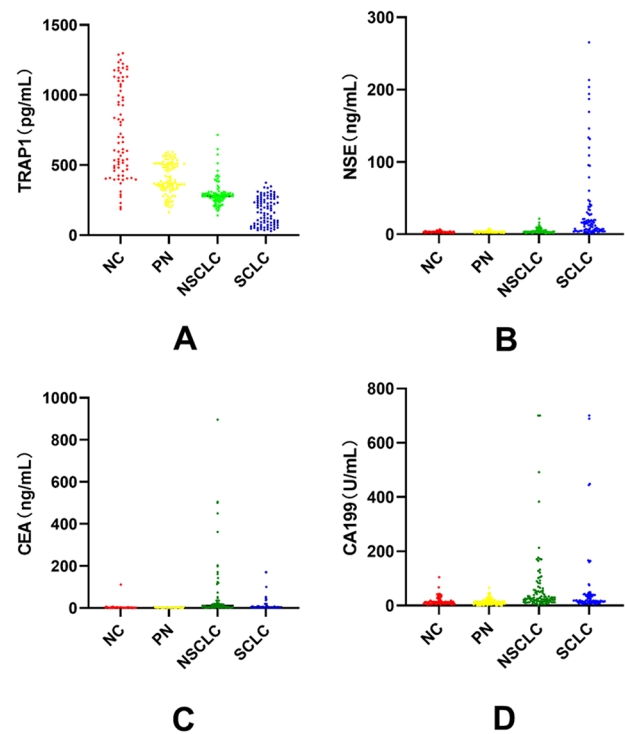 1500
1000
500
0
TRAP1(pg/mL)
NC
PN
NSCLC
SCLC
A
300
200
100
0
NSE(ng/mL)
NC
PN
NSCLC
SCLC
B
1000
800
600
400
200
0
CEA(ng/mL)
NC
PN
NSCLC
SCLC
C
800
600
400
200
0
CA199(U/mL)
NC
PN
NSCLC
SCLC
D